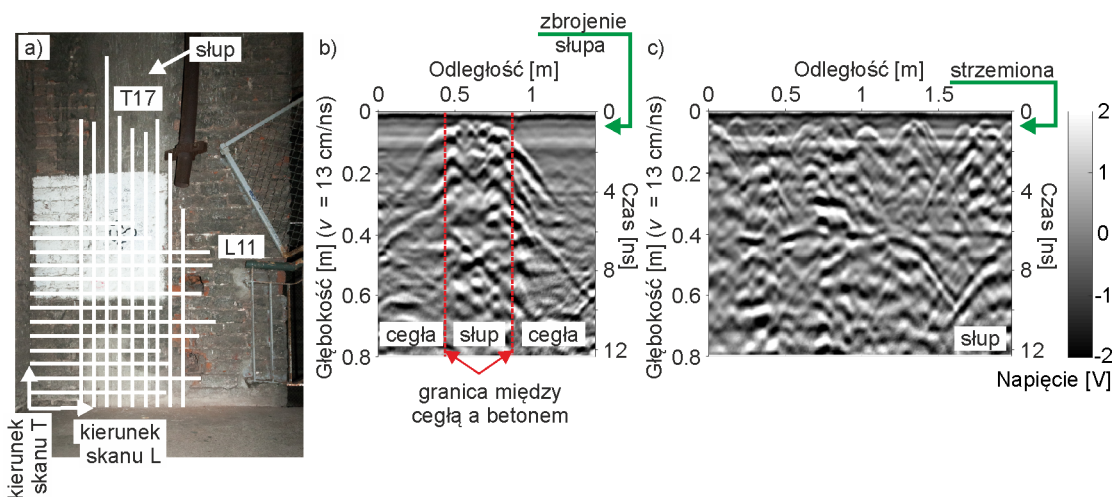 a)
słup
T17
L11
kierunek
skanu T
kierunek
skanu L
b)
zbrojenie
słupa
Odległość [m]
0 0.5 1
0
0.2
0.4
0.6
0.8
Głębokość [m] (v = 13 cm/ns)
0
4
8
12
Czas [ns]
cegła słup cegła
granica między
cegłą a betonem
c)
strzemiona
Odległość [m]
0 0.5 1.0 1.5
0
0.2
0.4
0.6
0.8
Głębokość [m] (v = 13 cm/ns)
0
4
8
12
Czas [ns]
słup
2
1
0
-1
-2
Napięcie [V]